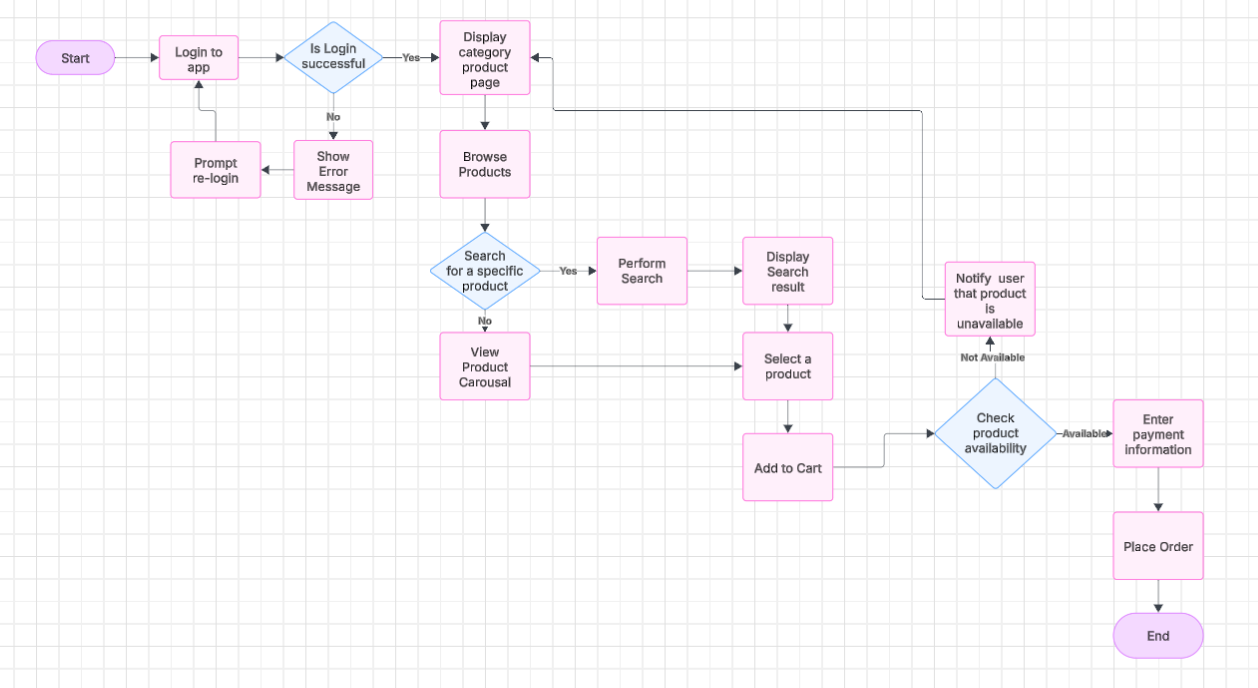 Start
Login to
app
Is Login
successful
Yes
Display
category
product
page
No
Prompt
re-login
Show
Error
Message
Browse
Products
Search
for a specific
product
Yes
Perform
Search
Display
Search
result
Notify user
that product
is
unavailable
No
View
Product
Carousal
Select a
product
Not Available
Add to Cart
Check
product
availability
Available
Enter
payment
information
Place Order
End